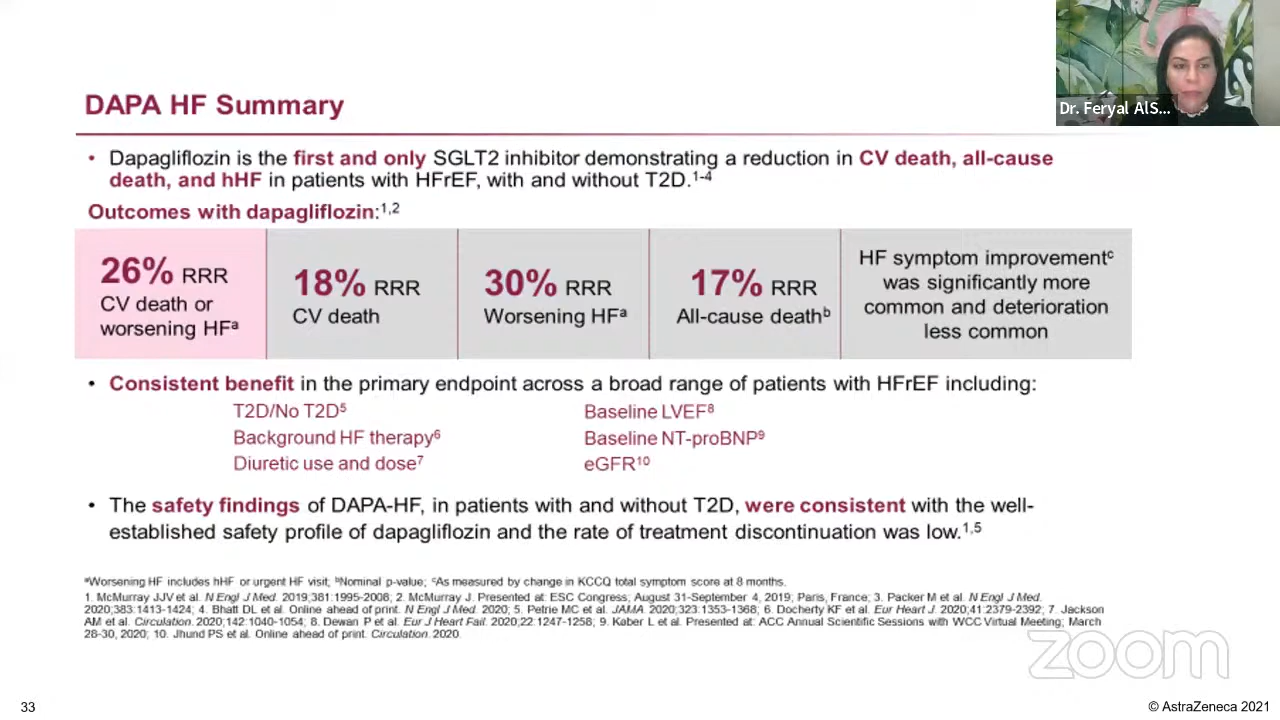 Dr. Feryal AlS...
DAPA HF Summary
• Dapagliflozin is the first and only SGLT2 inhibitor demonstrating a reduction in CV death, all-cause
death, and hHF in patients with HFrEF, with and without T2D.1-4
Outcomes with dapagliflozin:1,2
26% RRR
CV death or
worsening HFa
18% RRR
CV death
30% RRR
Worsening HFa
17% RRR
All-cause deathb
HF symptom improvementc
was significantly more
common and deterioration
less common
• Consistent benefit in the primary endpoint across a broad range of patients with HFrEF including:
T2D/No T2D5
Background HF therapy6
Diuretic use and dose7
Baseline LVEF8
Baseline NT-proBNP9
eGFR10
• The safety findings of DAPA-HF, in patients with and without T2D, were consistent with the well-
established safety profile of dapagliflozin and the rate of treatment discontinuation was low.1,5
aWorsening HF includes hHF or urgent HF visit; bNominal p-value; cAs measured by change in KCCQ total symptom score at 8 months.
1. McMurray JJV et al. N Engl J Med. 2019;381:1995-2008; 2. McMurray J. Presented at: ESC Congress; August 31-September 4, 2019; Paris, France; 3. Packer M et al. N Engl J Med.
2020;383:1413-1424; 4. Bhatt DL et al. Online ahead of print. N Engl J Med. 2020; 5. Petrie MC et al. JAMA 2020;323:1353-1368; 6. Docherty KF et al. Eur Heart J. 2020;41:2379-2392; 7. Jackson
AM et al. Circulation. 2020;142:1040-1054; 8. Dewan P et al. Eur J Heart Fail. 2020;22:1247-1258; 9. Kober L et al. Presented at: ACC Annual Scientific Sessions with WCC Virtual Meeting; March
28-30, 2020; 10. Jhund PS et al. Online ahead of print. Circulation. 2020.
zoom
33
© AstraZeneca 2021